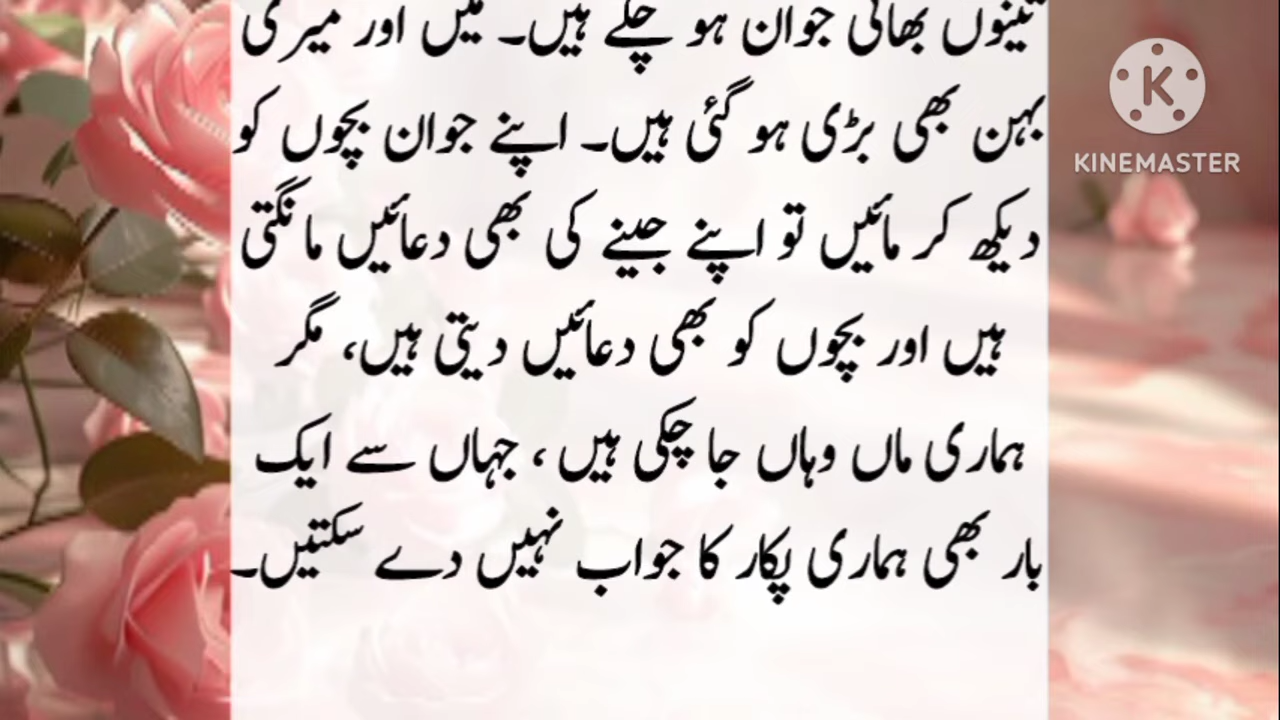 تینوں بھائی جوان ہو چکے ہیں۔ میں اور میری
بہن بھی بڑی ہو گئی ہیں۔ اپنے جوان بچوں کو
دیکھ کر مائیں تو اپنے جینے کی بھی دعائیں مانگتی
ہیں اور بچوں کو بھی دعائیں دیتی ہیں، مگر
ہماری ماں وہاں جا چکی ہیں ، جہاں سے ایک
بار بھی ہماری پکار کا جواب نہیں دے سکتیں۔
K
KINEMASTER